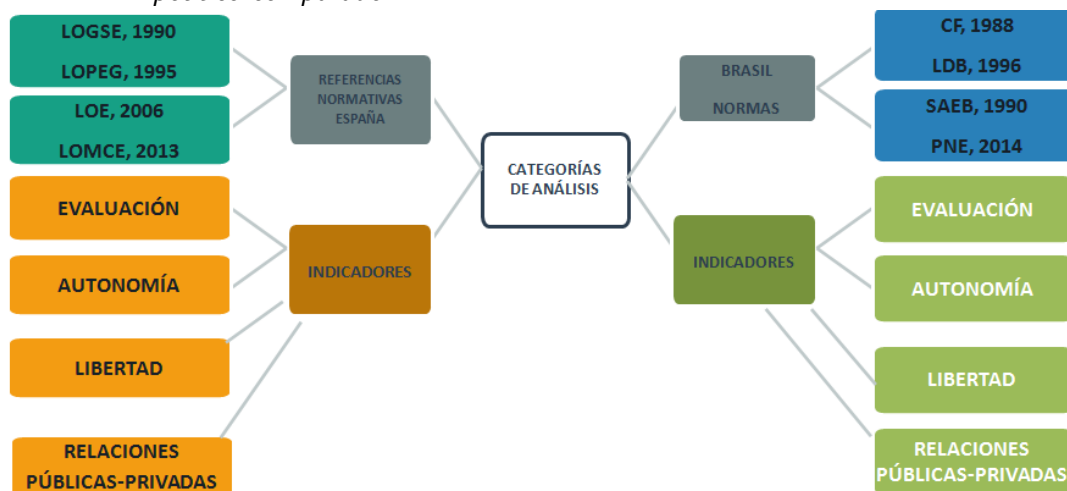 LOGSE, 1990
LOPEG, 1995
LOE, 2006
LOMCE, 2013
REFERENCIAS
NORMATIVAS
ESPAÑA
EVALUACIÓN
AUTONOMÍA
LIBERTAD
RELACIONES
PÚBLICAS-PRIVADAS
INDICADORES
CATEGORÍAS
DE ANÁLISIS
BRASIL
NORMAS
CF, 1988
LDB, 1996
SAEB, 1990
PNE, 2014
INDICADORES
EVALUACIÓN
AUTONOMÍA
LIBERTAD
RELACIONES
PÚBLICAS-PRIVADAS